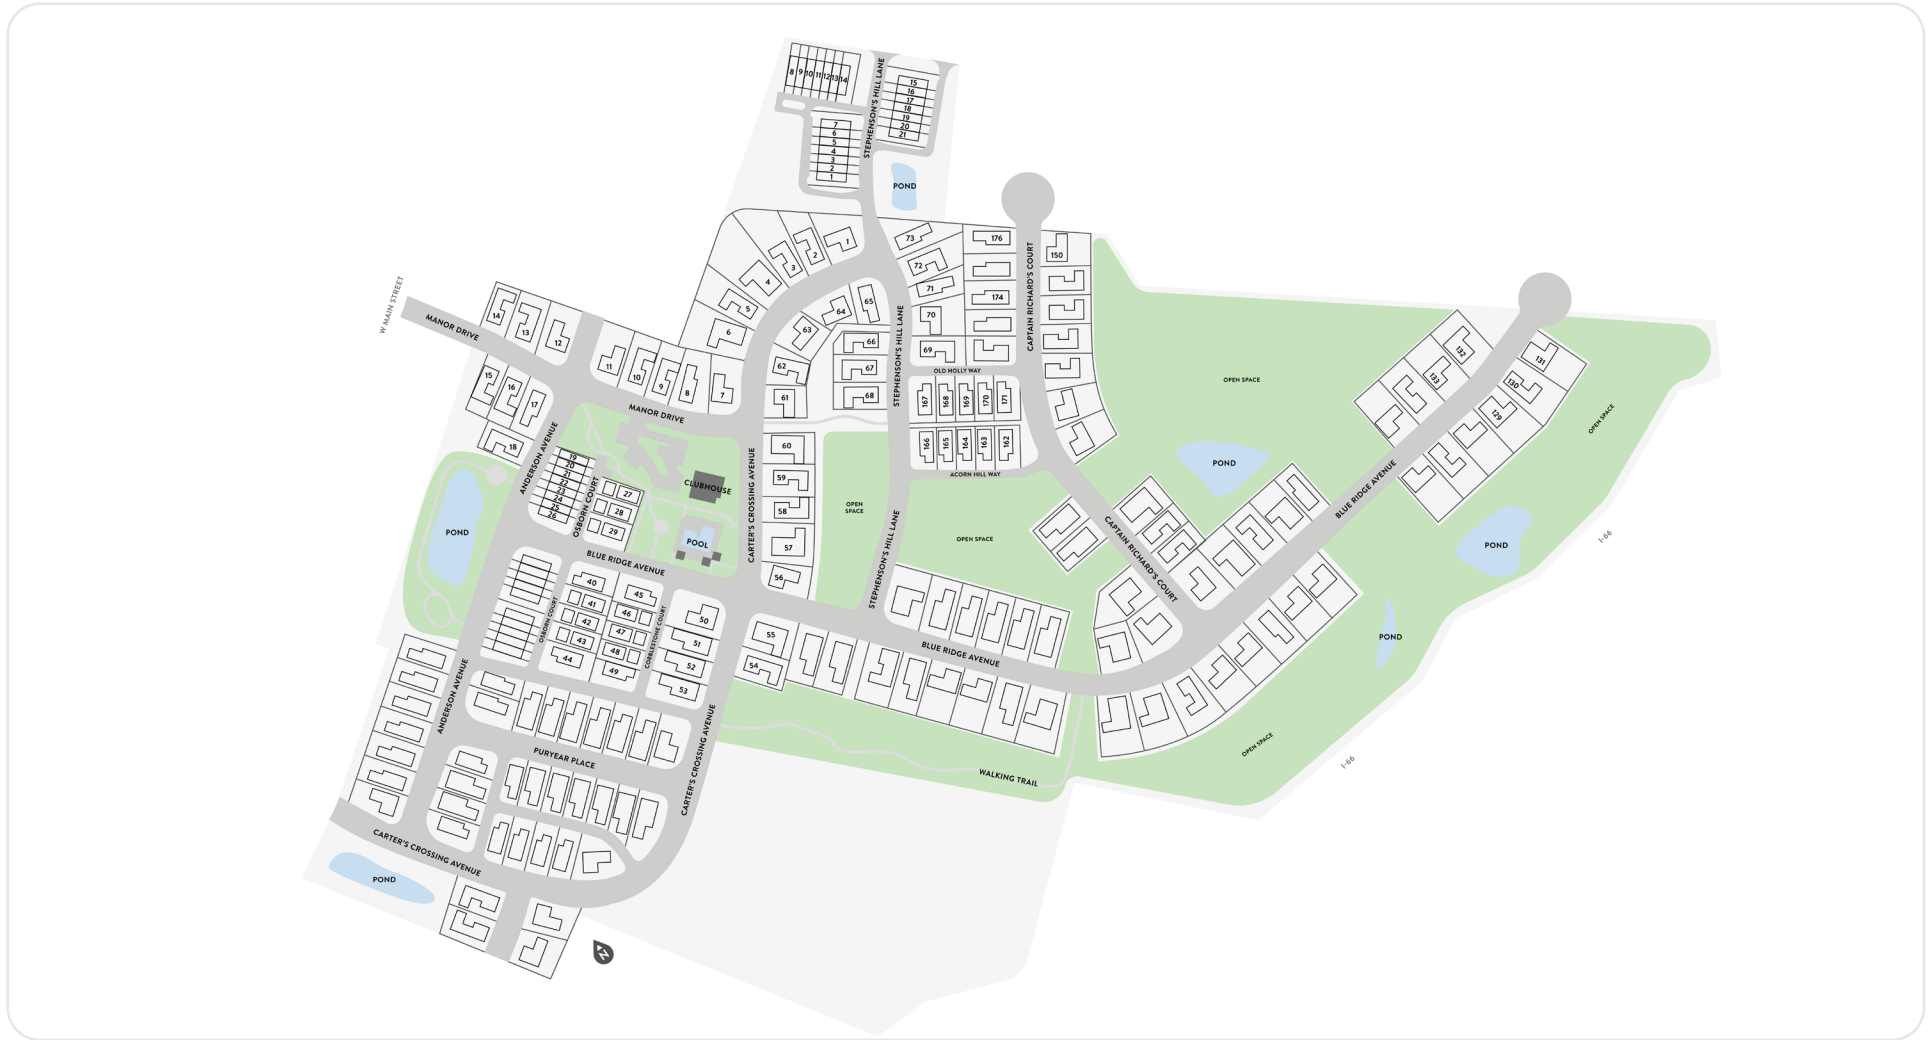 8 9 10 11 12 13 14
STEPHENSON'S HILL LANE
15
16
17
18
19
20
21
7
6
5
4
3
2
1
POND
1
2
3
4
5
6
73
72
71
70
69
176
174
150
CAPTAIN RICHARD'S COURT
65
64
63
62
61
66
67
68
STEPHENSON'S HILL LANE
OLD HOLLY WAY
167 168 169 170 171
166 165 164 163 162
ACORN HILL WAY
W MAIN STREET
MANOR DRIVE
14
13
12
11
10
9
8
7
MANOR DRIVE
15
16
17
18
ANDERSON AVENUE
19
20
21
22
23
24
25
26
OSBORN COURT
27
28
29
CLUBHOUSE
POOL
CARTER'S CROSSING AVENUE
60
59
58
57
56
OPEN
SPACE
STEPHENSON'S HILL LANE
OPEN SPACE
OPEN SPACE
POND
132
133
131
130
129
OPEN SPACE
BLUE RIDGE AVENUE
POND
I-66
POND
CAPTAIN RICHARD'S COURT
POND
BLUE RIDGE AVENUE
40
41
42
43
44
OSBORN COURT
45
46
47
48
49
COBBLESTONE COURT
50
51
52
53
55
54
BLUE RIDGE AVENUE
ANDERSON AVENUE
PURYEAR PLACE
CARTER'S CROSSING AVENUE
WALKING TRAIL
OPEN SPACE
I-66
CARTER'S CROSSING AVENUE
POND
N